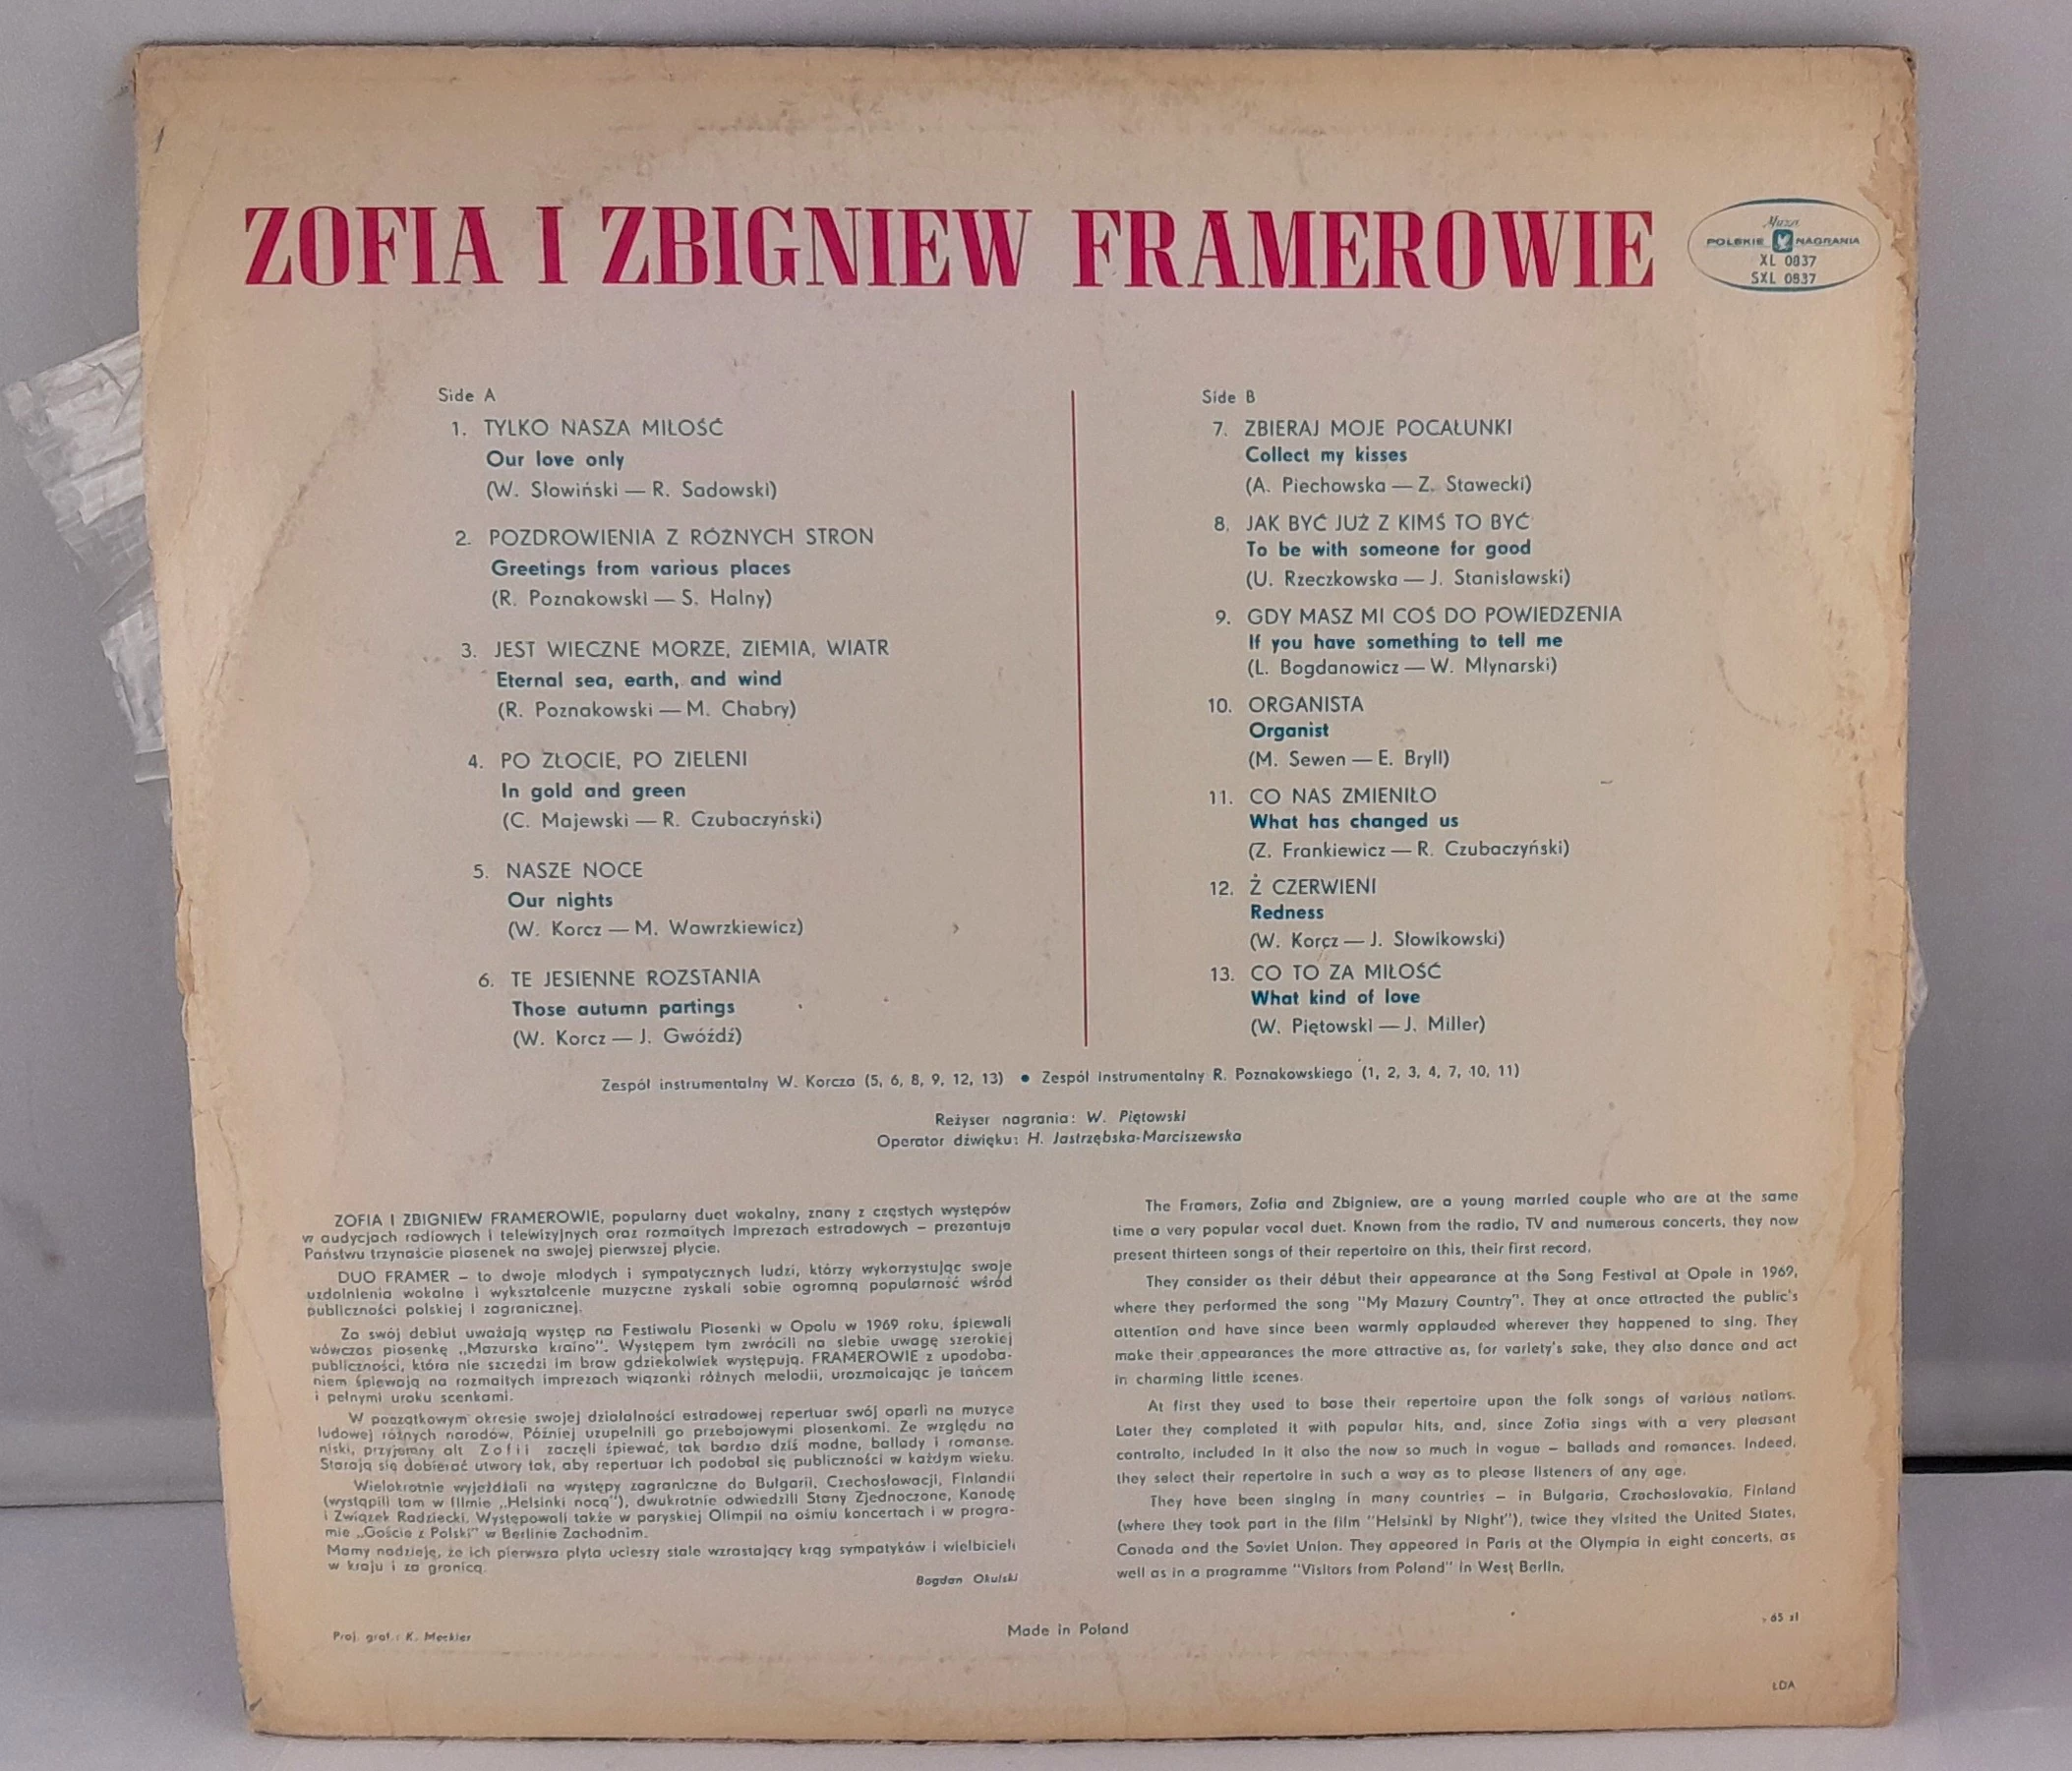 ZOFIA I ZBIGNIEW FRAMEROWIE
Muza
POLSKIE NAGRANIA
XL 0837
SXL 0837
Side A
1. TYLKO NASZA MIŁOŚĆ
Our love only
(W. Słowiński — R. Sadowski)
2. POZDROWIENIA Z RÓŻNYCH STRON
Greetings from various places
(R. Poznakowski — S. Halny)
3. JEST WIECZNE MORZE, ZIEMIA, WIATR
Eternal sea, earth, and wind
(R. Poznakowski — M. Chabry)
4. PO ZŁOCIE, PO ZIELENI
In gold and green
(C. Majewski — R. Czubaczyński)
5. NASZE NOCE
Our nights
(W. Korcz — M. Wawrzkiewicz)
6. TE JESIENNE ROZSTANIA
Those autumn partings
(W. Korcz — J. Gwóźdź)
Side B
7. ZBIERAJ MOJE POCAŁUNKI
Collect my kisses
(A. Piechowska — Z. Stawecki)
8. JAK BYĆ JUŻ Z KIMŚ TO BYĆ
To be with someone for good
(U. Rzeczkowska — J. Stanisławski)
9. GDY MASZ MI COŚ DO POWIEDZENIA
If you have something to tell me
(L. Bogdanowicz — W. Młynarski)
10. ORGANISTA
Organist
(M. Sewen — E. Bryll)
11. CO NAS ZMIENIŁO
What has changed us
(Z. Frankiewicz — R. Czubaczyński)
12. Ż CZERWIENI
Redness
(W. Korcz — J. Słowikowski)
13. CO TO ZA MIŁOŚĆ
What kind of love
(W. Piętowski — J. Miller)
Zespół instrumentalny W. Korcza (5, 6, 8, 9, 12, 13) • Zespół instrumentalny R. Poznakowskiego (1, 2, 3, 4, 7, 10, 11)
Reżyser nagrania: W. Piętowski
Operator dźwięku: H. Jastrzębska-Marciszewska
ZOFIA I ZBIGNIEW FRAMEROWIE, popularny duet wokalny, znany z częstych występów
w audycjach radiowych i telewizyjnych oraz rozmaitych imprezach estradowych – prezentuje
Państwu trzynaście piosenek na swojej pierwszej płycie.
DUO FRAMER – to dwoje młodych i sympatycznych ludzi, którzy wykorzystując swoje
uzdolnienia wokalne i wykształcenie muzyczne zyskali sobie ogromną popularność wśród
publiczności polskiej i zagranicznej.
Za swój debiut uważają występ na Festiwalu Piosenki w Opolu w 1969 roku, śpiewali
wówczas piosenkę „Mazurska kraino". Występem tym zwrócili na siebie uwagę szerokiej
publiczności, która nie szczędzi im braw gdziekolwiek występują. FRAMEROWIE z upodoba-
niem śpiewają na rozmaitych imprezach wiązanki różnych melodii, urozmaicając je tańcem
i pełnymi uroku scenkami.
W początkowym okresie swojej działalności estradowej repertuar swój oparli na muzyce
ludowej różnych narodów. Później uzupełnili go przebojowymi piosenkami. Ze względu na
niski, przyjemny alt Zofii zaczęli śpiewać, tak bardzo dziś modne, ballady i romanse.
Starają się dobierać utwory tak, aby repertuar ich podobał się publiczności w każdym wieku.
Wielokrotnie wyjeżdżali na występy zagraniczne do Bułgarii, Czechosłowacji, Finlandii
(wystąpili tam w filmie „Helsinki nocą"), dwukrotnie odwiedzili Stany Zjednoczone, Kanadę
i Związek Radziecki. Występowali także w paryskiej Olimpii na ośmiu koncertach i w progra-
mie „Goście z Polski" w Berlinie Zachodnim.
Mamy nadzieję, że ich pierwsza płyta ucieszy stale wzrastający krąg sympatyków i wielbicieli
w kraju i za granicą.
Bogdan Okulski
The Framers, Zofia and Zbigniew, are a young married couple who are at the same
time a very popular vocal duet. Known from the radio, TV and numerous concerts, they now
present thirteen songs of their repertoire on this, their first record.
They consider as their début their appearance at the Song Festival at Opole in 1969,
where they performed the song "My Mazury Country". They at once attracted the public's
attention and have since been warmly applauded wherever they happened to sing. They
make their appearances the more attractive as, for variety's sake, they also dance and act
in charming little scenes.
At first they used to base their repertoire upon the folk songs of various nations.
Later they completed it with popular hits, and, since Zofia sings with a very pleasant
contralto, included in it also the now so much in vogue – ballads and romances. Indeed,
they select their repertoire in such a way as to please listeners of any age.
They have been singing in many countries – in Bulgaria, Czechoslovakia, Finland
(where they took part in the film "Helsinki by Night"), twice they visited the United States,
Canada and the Soviet Union. They appeared in Paris at the Olympia in eight concerts, as
well as in a programme "Visitors from Poland" in West Berlin.
Proj. graf.: K. Meckler
Made in Poland
65 zł
LDA